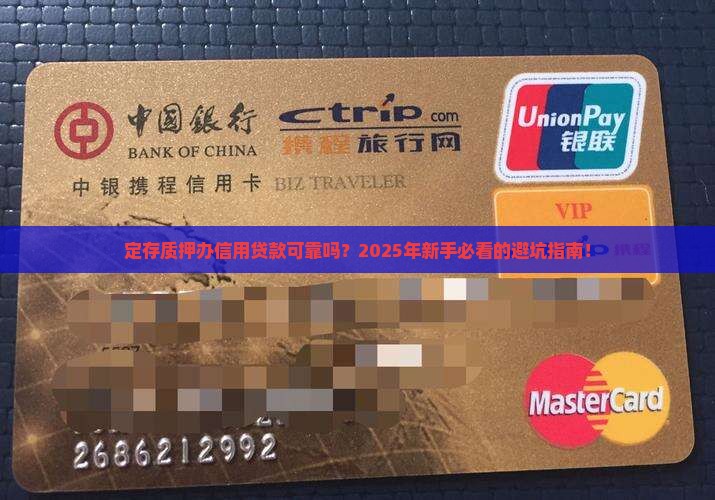 中國銀行
BANK OF CHINA
ctrip.com
携程旅行网
UnionPay
银联
中银携程信用卡 BIZ TRAVELER
VIP
定存质押办信用贷款可靠吗？2025年新手必看的避坑指南！
MasterCard
2686212992